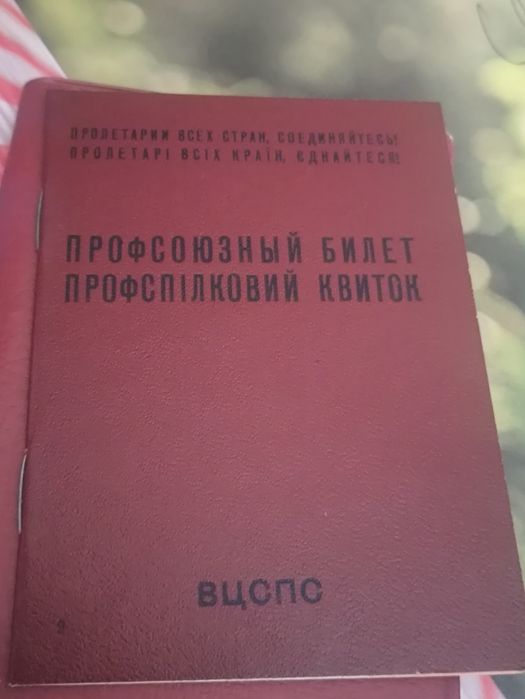 ПРОЛЕТАРИИ ВСЕХ СТРАН, СОЕДИНЯЙТЕСЬ!
ПРОЛЕТАРІ ВСІХ КРАЇН, ЄДНАЙТЕСЯ!
ПРОФСОЮЗНЫЙ БИЛЕТ
ПРОФСПІЛКОВИЙ КВИТОК
ВЦСПС